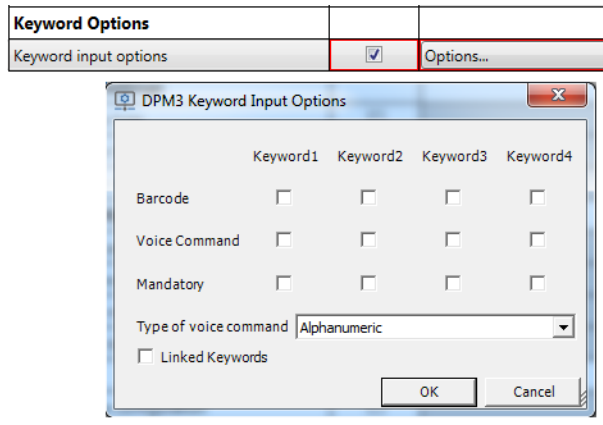 Keyword Options
Keyword input options Options...
DPM3 Keyword Input Options
Keyword1 Keyword2 Keyword3 Keyword4
Barcode
Voice Command
Mandatory
Type of voice command Alphanumeric
Linked Keywords
OK Cancel